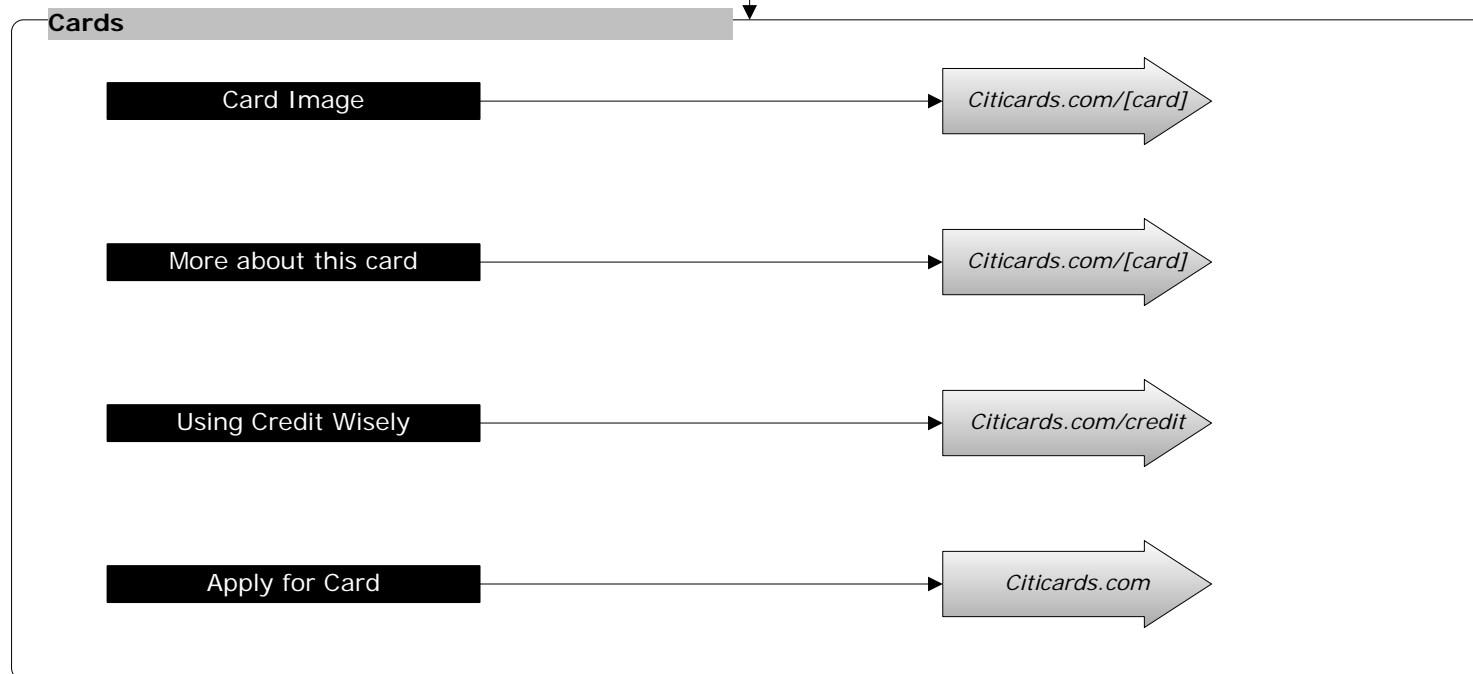 Cards
Card Image
Citicards.com/[card]
More about this card
Citicards.com/[card]
Using Credit Wisely
Citicards.com/credit
Apply for Card
Citicards.com